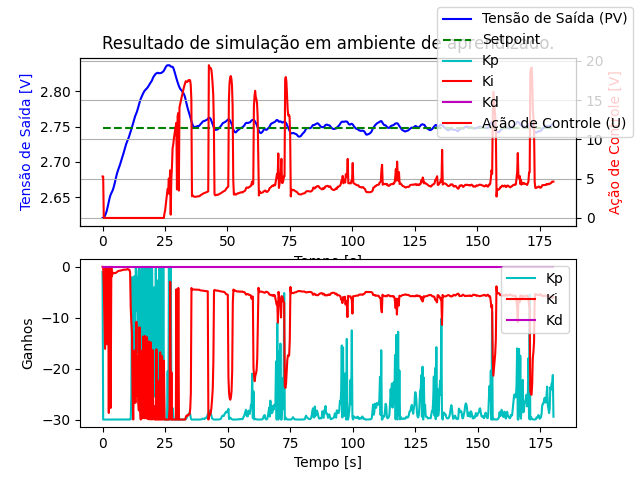 Resultado de simulação em ambiente de aprendizado.
Tensão de Saída (PV)
Setpoint
Kp
Ki
Kd
Ação de Controle (U)
Tensão de Saída [V]
2.80
2.75
2.70
2.65
20
15
10
5
0
Ação de Controle [V]
0 25 50 75 100 125 150 175
Tempo [s]
Kp
Ki
Kd
Ganhos
0
−10
−20
−30
0 25 50 75 100 125 150 175
Tempo [s]